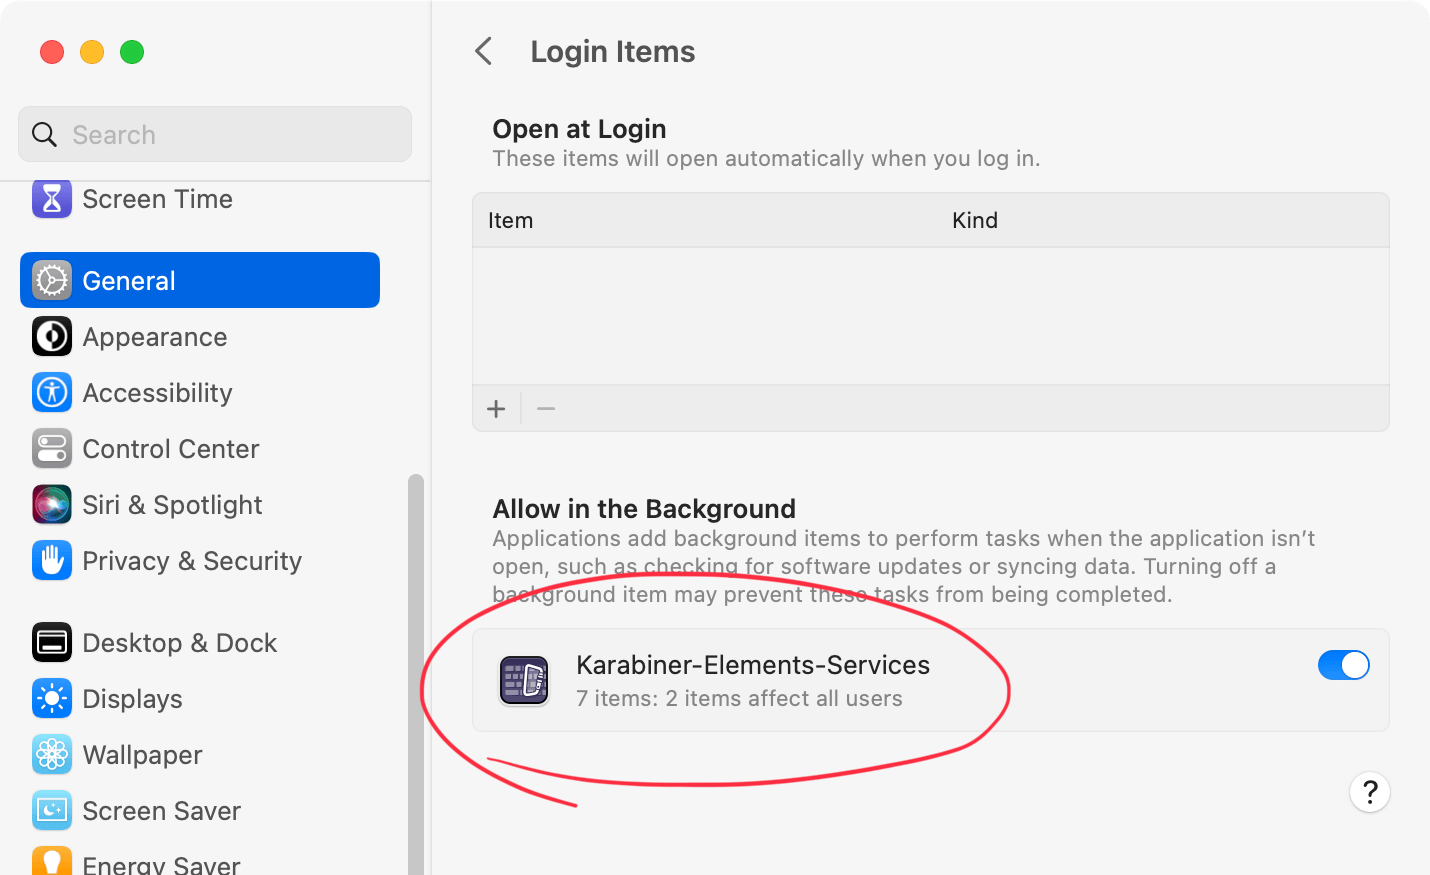 Search
Screen Time
General
Appearance
Accessibility
Control Center
Siri & Spotlight
Privacy & Security
Desktop & Dock
Displays
Wallpaper
Screen Saver
Energy Saver
Login Items
Open at Login
These items will open automatically when you log in.
Item Kind
Allow in the Background
Applications add background items to perform tasks when the application isn’t
open, such as checking for software updates or syncing data. Turning off a
background item may prevent these tasks from being completed.
Karabiner-Elements-Services
7 items: 2 items affect all users
?